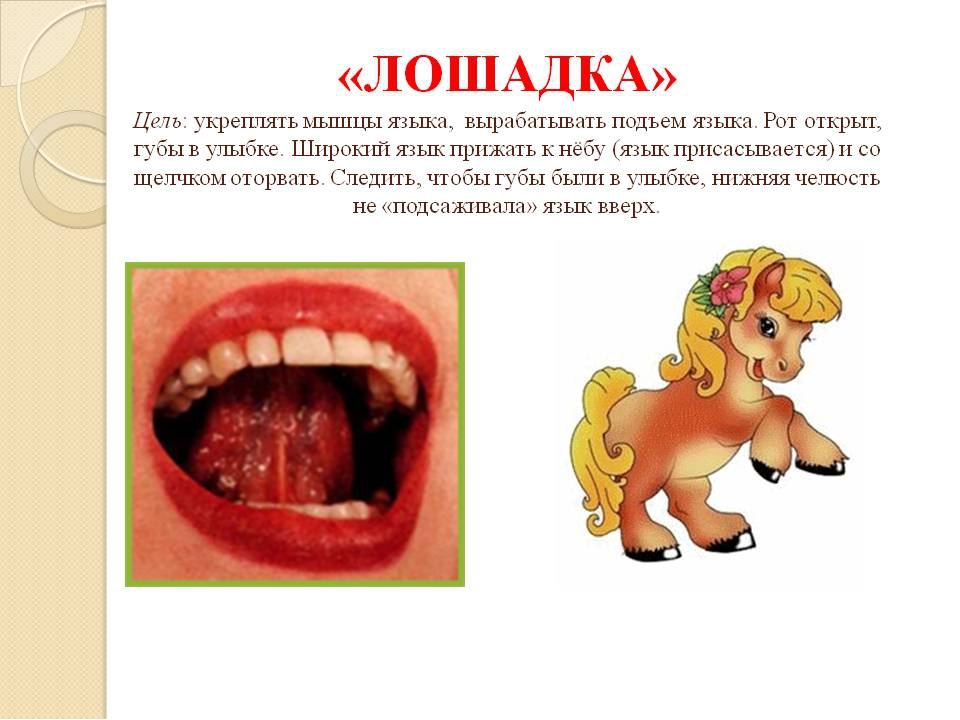 «ЛОШАДКА»
Цель: укреплять мышцы языка, вырабатывать подъем языка. Рот открыт,
губы в улыбке. Широкий язык прижать к нёбу (язык присасывается) и со
щелчком оторвать. Следить, чтобы губы были в улыбке, нижняя челюсть
не «подсаживала» язык вверх.